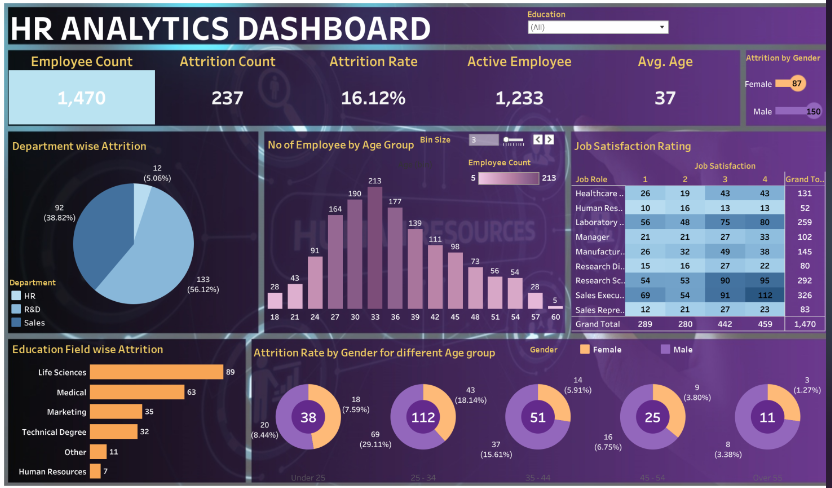 HR ANALYTICS DASHBOARD
Education
(All)
Employee Count
1,470
Attrition Count
237
Attrition Rate
16.12%
Active Employee
1,233
Avg. Age
37
Attrition by Gender
Female 87
Male 150
Department wise Attrition
12
(5.06%)
92
(38.82%)
133
(56.12%)
Department
HR
R&D
Sales
No of Employee by Age Group
Bin Size
3
Employee Count
5 213
28 43 91 164 190 213 177 139 111 98 73 56 54 28 5
18 21 24 27 30 33 36 39 42 45 48 51 54 57 60
Job Satisfaction Rating
Job Satisfaction
Job Role 1 2 3 4 Grand To..
Healthcare .. 26 19 43 43 131
Human Res.. 10 16 13 13 52
Laboratory .. 56 48 75 80 259
Manager 21 21 27 33 102
Manufactur.. 26 32 49 38 145
Research Di.. 15 16 27 22 80
Research Sc.. 54 53 90 95 292
Sales Execu.. 69 54 91 112 326
Sales Repre.. 12 21 27 23 83
Grand Total 289 280 442 459 1,470
Education Field wise Attrition
Life Sciences 89
Medical 63
Marketing 35
Technical Degree 32
Other 11
Human Resources 7
Attrition Rate by Gender for different Age group
Gender
Female
Male
38
18
(7.59%)
20
(8.44%)
Under 25
112
43
(18.14%)
69
(29.11%)
25 - 34
51
14
(5.91%)
37
(15.61%)
35 - 44
25
9
(3.80%)
16
(6.75%)
45 - 54
11
3
(1.27%)
8
(3.38%)
Over 55